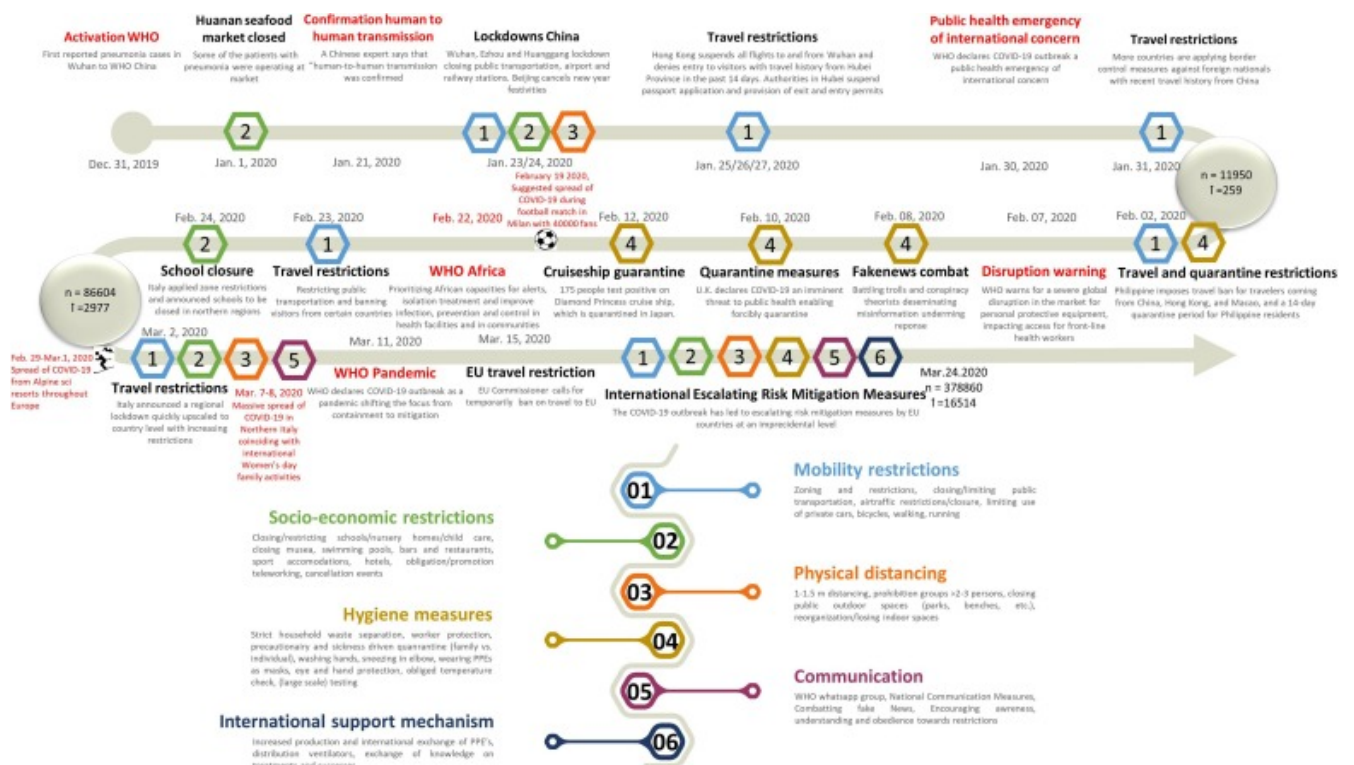 Activation WHO
First reported pneumonia cases in
Wuhan to WHO China
Dec. 31, 2019
Huanan seafood
market closed
Some of the patients with
pneumonia were operating at
market
2
Jan. 1, 2020
Confirmation human to
human transmission
A Chinese expert says that
"human-to-human transmission
was confirmed
Jan. 21, 2020
Lockdowns China
Wuhan, Ezhou and Huanggang lockdown
closing public transportation, airport and
railway stations. Beijing cancels new year
festivities
1
2
3
Jan. 23/24, 2020
Travel restrictions
Hong Kong suspends all flights to and from Wuhan and
denies entry to visitors with travel history from Hubei
Province in the past 14 days. Authorities in Hubei suspend
passport application and provision of exit and entry permits
1
Jan. 25/26/27, 2020
Public health emergency
of international concern
WHO declares COVID-19 outbreak a
public health emergency of
international concern
Jan. 30, 2020
Travel restrictions
More countries are applying border
control measures against foreign nationals
with recent travel history from China
1
Jan. 31, 2020
n = 11950
=259
February 19 2020,
Suggested spread of
COVID-19 during
football match in
Milan with 40000 fans
Feb. 24, 2020
2
School closure
Italy applied zone restrictions
and announced schools to be
closed in northern regions
Feb. 23, 2020
1
Travel restrictions
Restricting public
transportation and banning
visitors from certain countries
Feb. 22, 2020
WHO Africa
Prioritizing African capacities for alerts,
isolation treatment and improve
infection, prevention and control in
health facilities and in communities
Feb. 12, 2020
4
Cruiseship guarantine
175 people test positive on
Diamond Princess cruise ship,
which is quarantined in Japan.
Feb. 10, 2020
4
Quarantine measures
U.K. declares COVID-19 an imminent
threat to public health enabling
forcibly quarantine
Feb. 08, 2020
4
Fakenews combat
Battling trolls and conspiracy
theorists deseminating
misinformation underming
reponse
Feb. 07, 2020
Disruption warning
WHO warns for a severe global
disruption in the market for
personal protective equipment,
impacting access for front-line
health workers
Feb. 02, 2020
1
4
Travel and quarantine restrictions
Philippine imposes travel ban for travelers coming
from China, Hong Kong, and Macao, and a 14-day
quarantine period for Philippine residents
n = 86604
=2977
Feb. 29-Mar.1, 2020
Spread of COVID-19
from Alpine sci
resorts throughout
Europe
Mar. 2, 2020
1
2
3
5
Travel restrictions
Italy announced a regional
lockdown quickly upscaled to
country level with increasing
restrictions
Mar. 7-8, 2020
Massive spread of
COVID-19 in
Northern Italy
coinciding with
international
Women's day
family activities
Mar. 11, 2020
WHO Pandemic
WHO declares COVID-19 outbreak as a
pandemic shifting the focus from
containment to mitigation
Mar. 15, 2020
EU travel restriction
EU Commissioner calls for
temporarily ban on travel to EU
1
2
3
4
5
6
International Escalating Risk Mitigation Measures
The COVID-19 outbreak has led to escalating risk mitigation measures by EU
countries at an imprecidental level
Mar.24.2020
n = 378860
=16514
01
Mobility restrictions
Zoning and restrictions, closing/limiting public
transportation, airtraffic restrictions/closure, limiting use
of private cars, bicycles, walking, running
Socio-economic restrictions
Closing/restricting schools/nursery homes/child care,
closing musea, swimming pools, bars and restaurants,
sport accomodations, hotels, obligation/promotion
teleworking, cancellation events
02
03
Physical distancing
1-1.5 m distancing, prohibition groups >2-3 persons, closing
public outdoor spaces (parks, benches, etc.),
reorganization/losing indoor spaces
Hygiene measures
Strict household waste separation, worker protection,
precautionairy and sickness driven quanrantine (family vs.
individual), washing hands, sneezing in elbow, wearing PPEs
as masks, eye and hand protection, obliged temperature
check, (large scale) testing
04
05
Communication
WHO whatsapp group, National Communication Measures,
Combatting fake News, Encouraging awreness,
understanding and obedience towards restrictions
International support mechanism
Increased production and international exchange of PPE's,
distribution ventilators, exchange of knowledge on
06